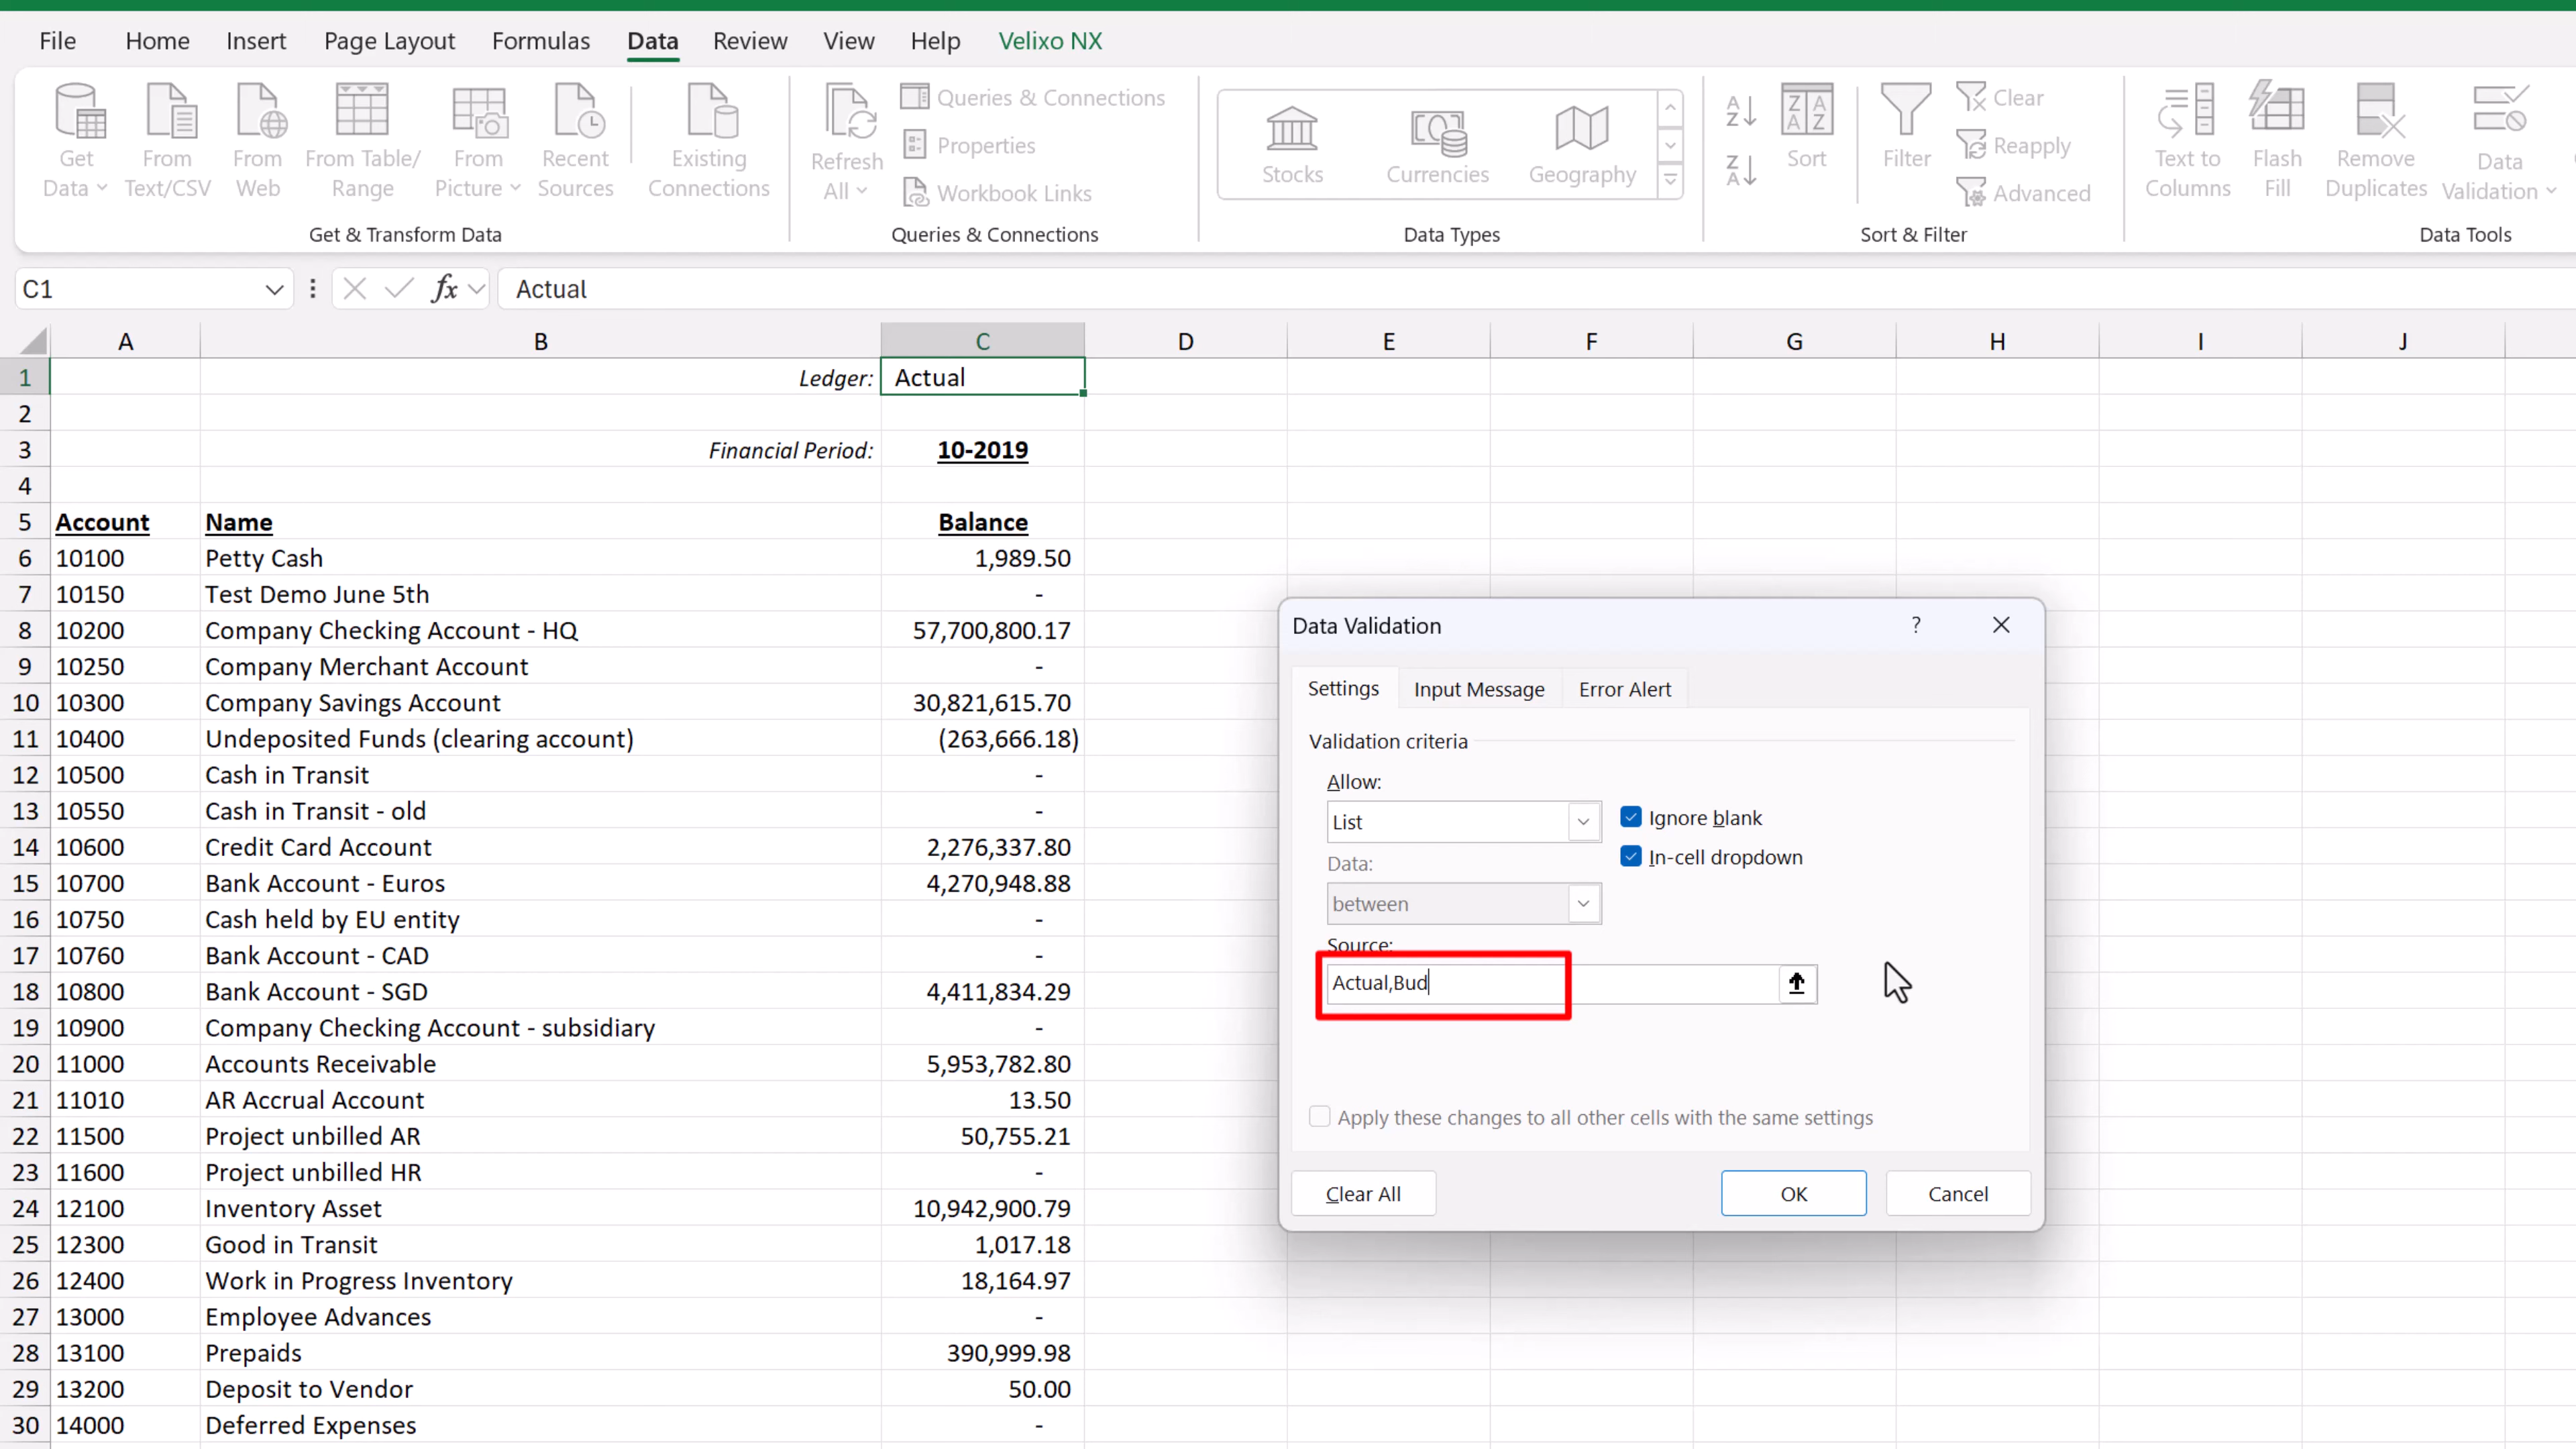 File Home Insert Page Layout Formulas Data Review View Help Velixo NX
Get Data From Text/CSV From Web From Table/ Range From Picture Recent Sources Existing Connections
Get & Transform Data
Refresh All Queries & Connections Properties Workbook Links
Queries & Connections
Stocks Currencies Geography
Data Types
Sort Filter Clear Reapply Advanced
Sort & Filter
Text to Columns Flash Fill Remove Duplicates Data Validation
Data Tools
C1 fx Actual
A B C D E F G H I J
1 Ledger: Actual
2
3 Financial Period: 10-2019
4
5 Account Name Balance
6 10100 Petty Cash 1,989.50
7 10150 Test Demo June 5th -
8 10200 Company Checking Account - HQ 57,700,800.17
9 10250 Company Merchant Account -
10 10300 Company Savings Account 30,821,615.70
11 10400 Undeposited Funds (clearing account) (263,666.18)
12 10500 Cash in Transit -
13 10550 Cash in Transit - old -
14 10600 Credit Card Account 2,276,337.80
15 10700 Bank Account - Euros 4,270,948.88
16 10750 Cash held by EU entity -
17 10760 Bank Account - CAD -
18 10800 Bank Account - SGD 4,411,834.29
19 10900 Company Checking Account - subsidiary -
20 11000 Accounts Receivable 5,953,782.80
21 11010 AR Accrual Account 13.50
22 11500 Project unbilled AR 50,755.21
23 11600 Project unbilled HR -
24 12100 Inventory Asset 10,942,900.79
25 12300 Good in Transit 1,017.18
26 12400 Work in Progress Inventory 18,164.97
27 13000 Employee Advances -
28 13100 Prepaids 390,999.98
29 13200 Deposit to Vendor 50.00
30 14000 Deferred Expenses -
Data Validation ?
Settings Input Message Error Alert
Validation criteria
Allow:
List Ignore blank
Data: In-cell dropdown
between
Source:
Actual,Bud
Apply these changes to all other cells with the same settings
Clear All OK Cancel